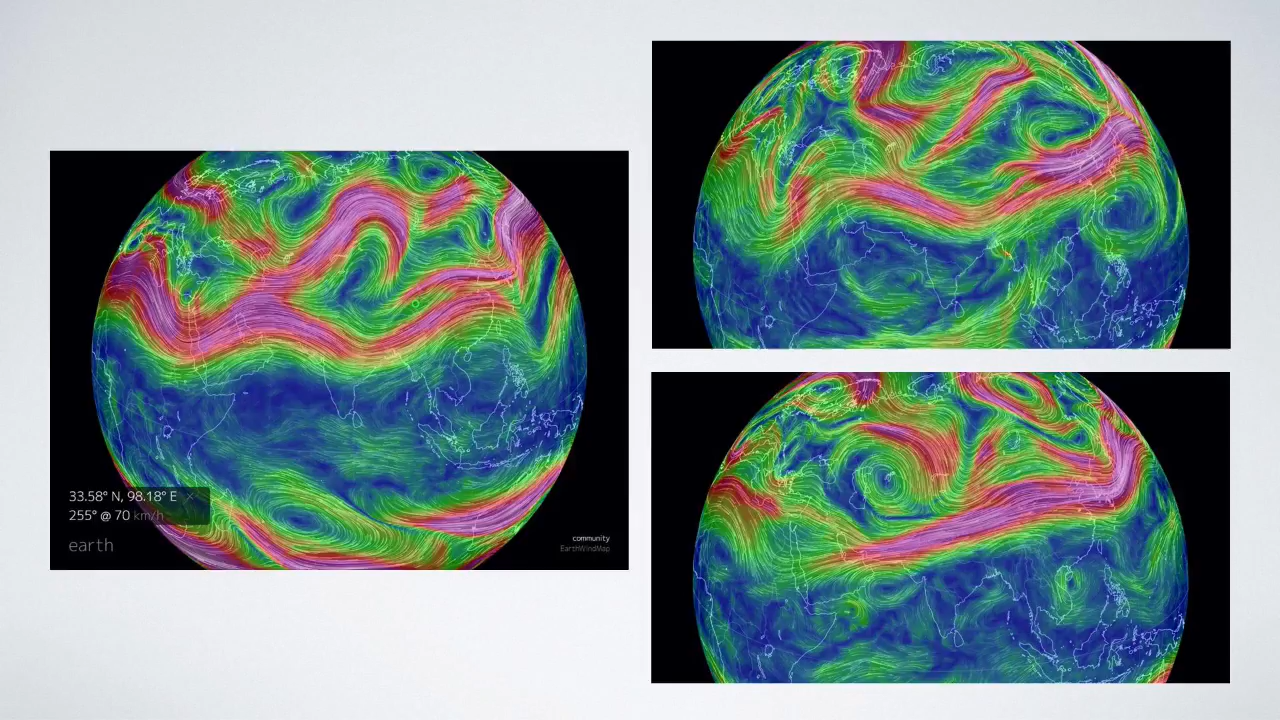 33.58° N, 98.18° E ×
255° @ 70 km/h
earth
community
EarthWindMap